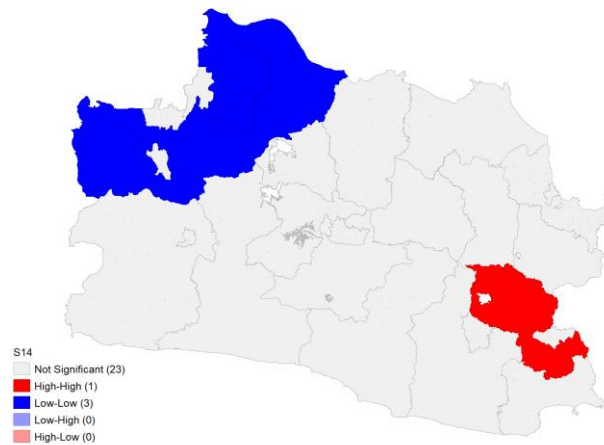 S14
Not Significant (23)
High-High (1)
Low-Low (3)
Low-High (0)
High-Low (0)